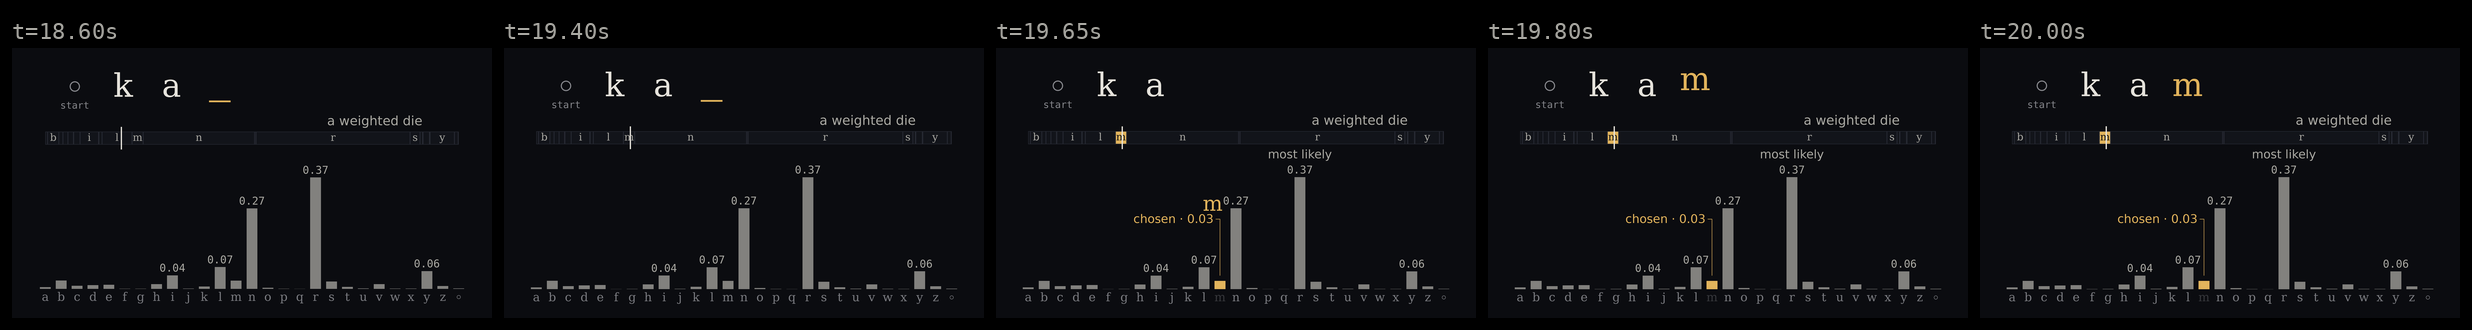 t=18.60s
k a _
start
a weighted die
b i l m n r s y
0.37
0.27
0.07
0.06
0.04
a b c d e f g h i j k l m n o p q r s t u v w x y z
t=19.40s
k a _
start
a weighted die
b i l m n r s y
0.37
0.27
0.07
0.06
0.04
a b c d e f g h i j k l m n o p q r s t u v w x y z
t=19.65s
k a
start
a weighted die
b i l m n r s y
most likely
0.37
m 0.27
chosen · 0.03
0.07
0.06
0.04
a b c d e f g h i j k l m n o p q r s t u v w x y z
t=19.80s
k a m
start
a weighted die
b i l m n r s y
most likely
0.37
0.27
chosen · 0.03
0.07
0.06
0.04
a b c d e f g h i j k l m n o p q r s t u v w x y z
t=20.00s
k a m
start
a weighted die
b i l m n r s y
most likely
0.37
0.27
chosen · 0.03
0.07
0.06
0.04
a b c d e f g h i j k l m n o p q r s t u v w x y z